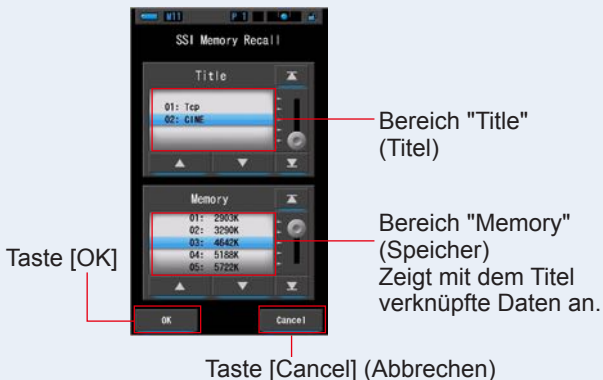 M11 P 1
SSI Memory Recall
Title
01: Tcp
02: CINE
Bereich "Title"
(Titel)
Memory
01: 2903K
02: 3290K
03: 4642K
04: 5188K
05: 5722K
Bereich "Memory"
(Speicher)
Zeigt mit dem Titel
verknüpfte Daten an.
Taste [OK]
OK Cancel
Taste [Cancel] (Abbrechen)